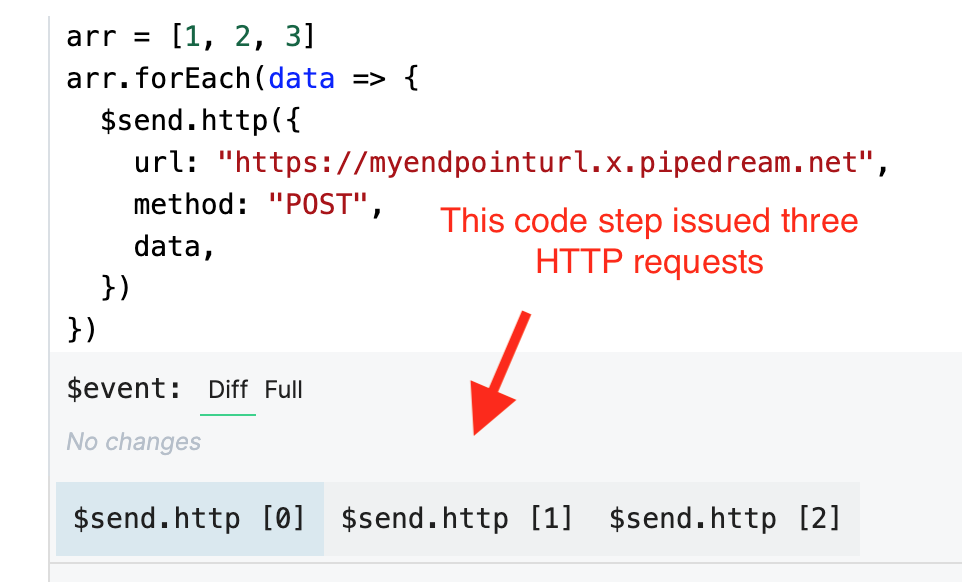 arr = [1, 2, 3]
arr.forEach(data => {
  $send.http({
    url: "https://myendpointurl.x.pipedream.net",
    method: "POST",
    data,
  })
})
This code step issued three
HTTP requests
$event: Diff Full
No changes
$send.http [0] $send.http [1] $send.http [2]